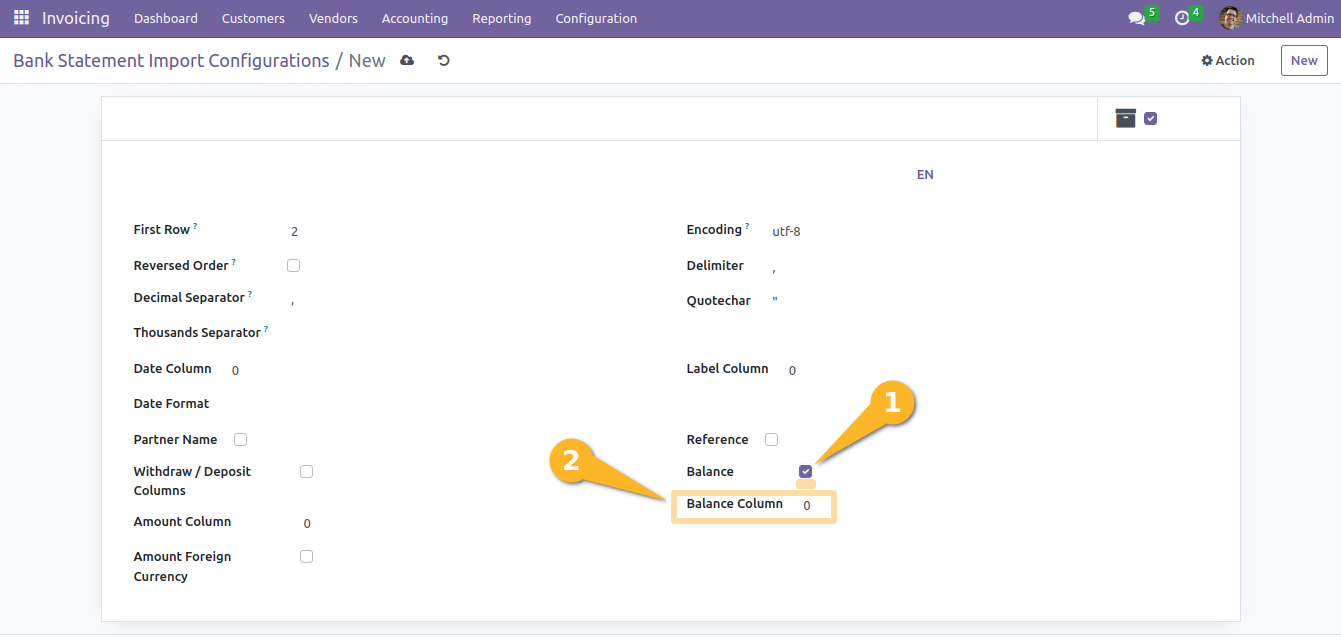 Invoicing Dashboard Customers Vendors Accounting Reporting Configuration 5 4 Mitchell Admin
Bank Statement Import Configurations / New Action New
EN
First Row ? 2 Encoding ? utf-8
Reversed Order ? Delimiter ,
Decimal Separator ? , Quotechar "
Thousands Separator ?
Date Column 0 Label Column 0
Date Format
1
Partner Name Reference
2
Withdraw / Deposit Balance
Columns
Balance Column 0
Amount Column 0
Amount Foreign
Currency